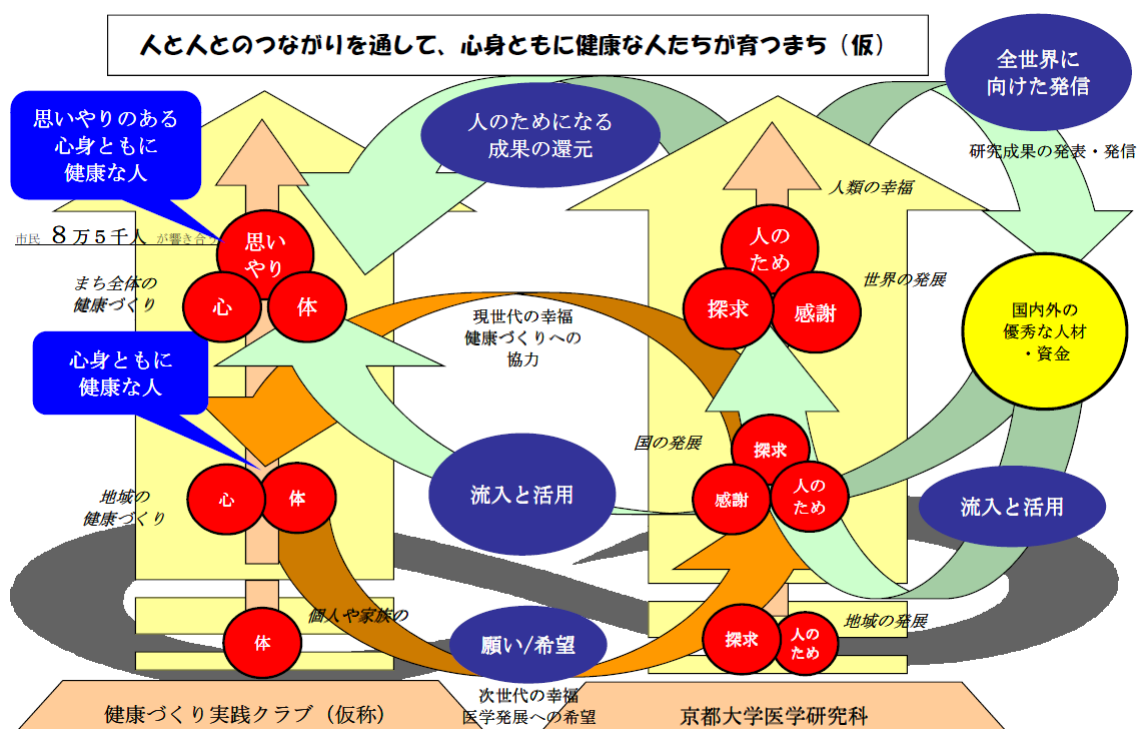 人と人とのつながりを通して、心身ともに健康な人たちが育つまち（仮）
全世界に
向けた発信
思いやりのある
心身ともに
健康な人
人のためになる
成果の還元
研究成果の発表・発信
人類の幸福
市民 ８万５千人 が響き合う
思い
やり
人の
ため
まち全体の
健康づくり
心
体
探求
感謝
世界の発展
現世代の幸福
健康づくりへの
協力
国内外の
優秀な人材
・資金
心身ともに
健康な人
国の発展
探求
地域の
健康づくり
心
体
流入と活用
感謝
人の
ため
流入と活用
個人や家族の
体
願い/希望
探求
人の
ため
地域の発展
次世代の幸福
医学発展への希望
健康づくり実践クラブ（仮称）
京都大学医学研究科